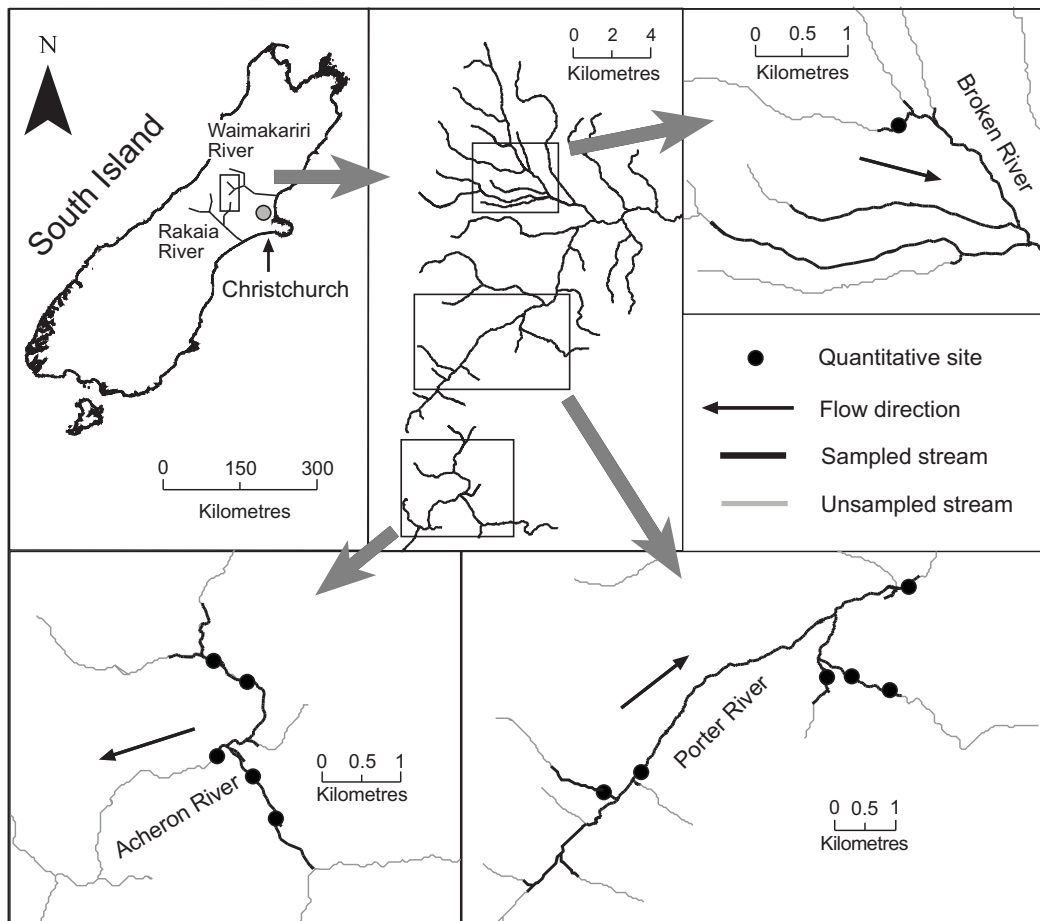 N
South Island
Waimakariri
River
Rakaia
River
Christchurch
0 150 300
Kilometres
0 2 4
Kilometres
0 0.5 1
Kilometres
Broken River
Quantitative site
Flow direction
Sampled stream
Unsampled stream
Acheron River
0 0.5 1
Kilometres
Porter River
0 0.5 1
Kilometres